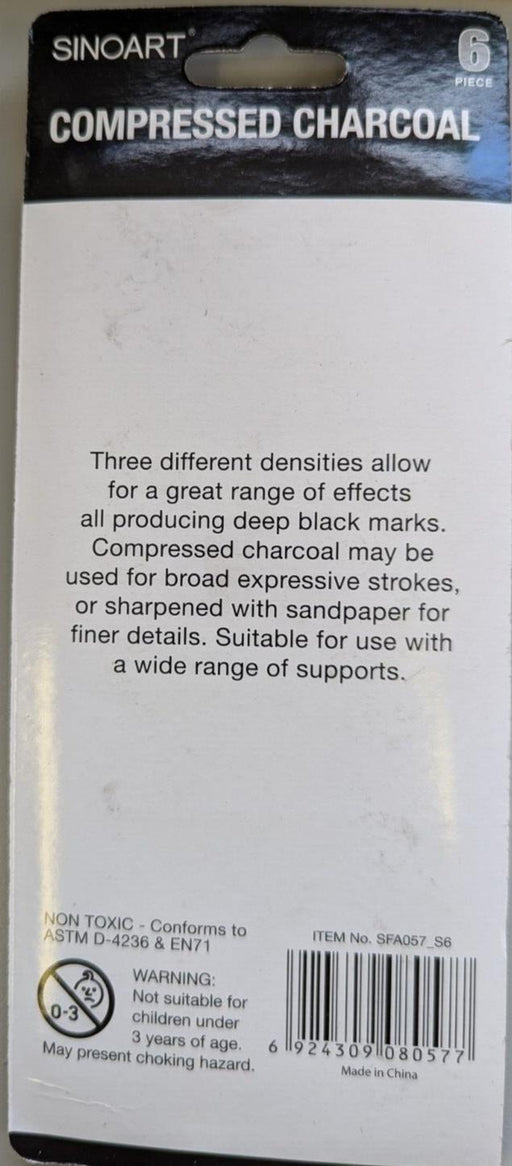 SINOART®
6
PIECE
COMPRESSED CHARCOAL
Three different densities allow
for a great range of effects
all producing deep black marks.
Compressed charcoal may be
used for broad expressive strokes,
or sharpened with sandpaper for
finer details. Suitable for use with
a wide range of supports.
NON TOXIC - Conforms to
ASTM D-4236 & EN71
0-3
WARNING:
Not suitable for
children under
3 years of age.
May present choking hazard.
ITEM No. SFA057_S6
6 924309 080577
Made in China